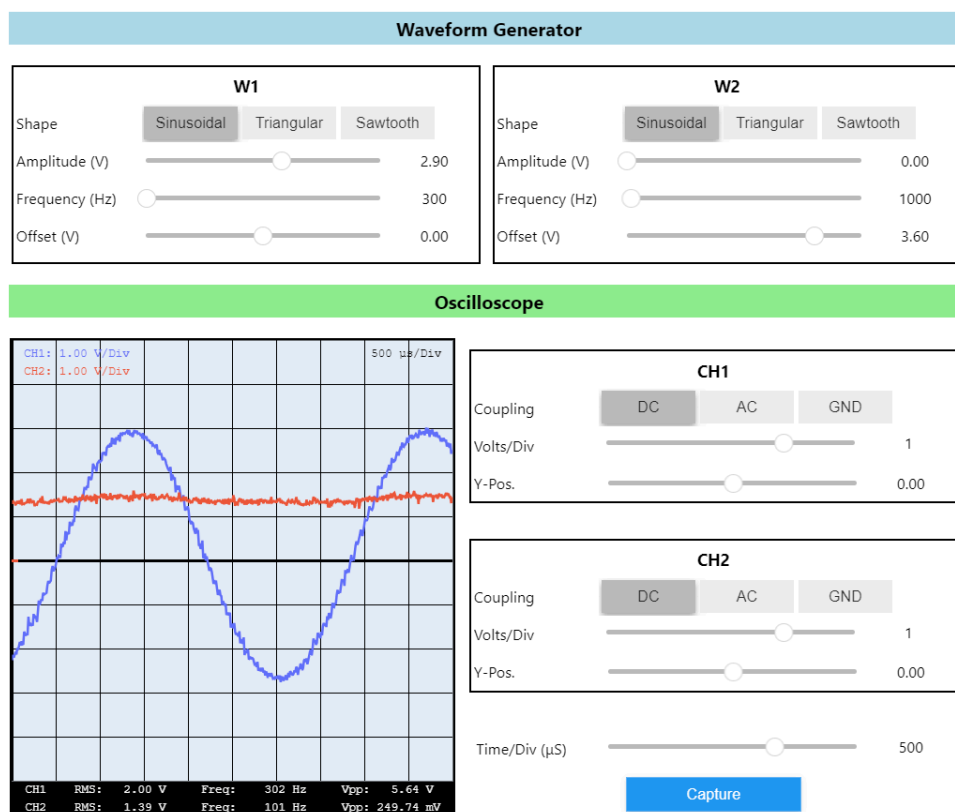 Waveform Generator
W1
Shape Sinusoidal Triangular Sawtooth
Amplitude (V) 2.90
Frequency (Hz) 300
Offset (V) 0.00
W2
Shape Sinusoidal Triangular Sawtooth
Amplitude (V) 0.00
Frequency (Hz) 1000
Offset (V) 3.60
Oscilloscope
CH1: 1.00 V/Div 500 µs/Div
CH2: 1.00 V/Div
CH1 RMS: 2.00 V Freq: 302 Hz Vpp: 5.64 V
CH2 RMS: 1.39 V Freq: 101 Hz Vpp: 249.74 mV
CH1
Coupling DC AC GND
Volts/Div 1
Y-Pos. 0.00
CH2
Coupling DC AC GND
Volts/Div 1
Y-Pos. 0.00
Time/Div (µS) 500
Capture